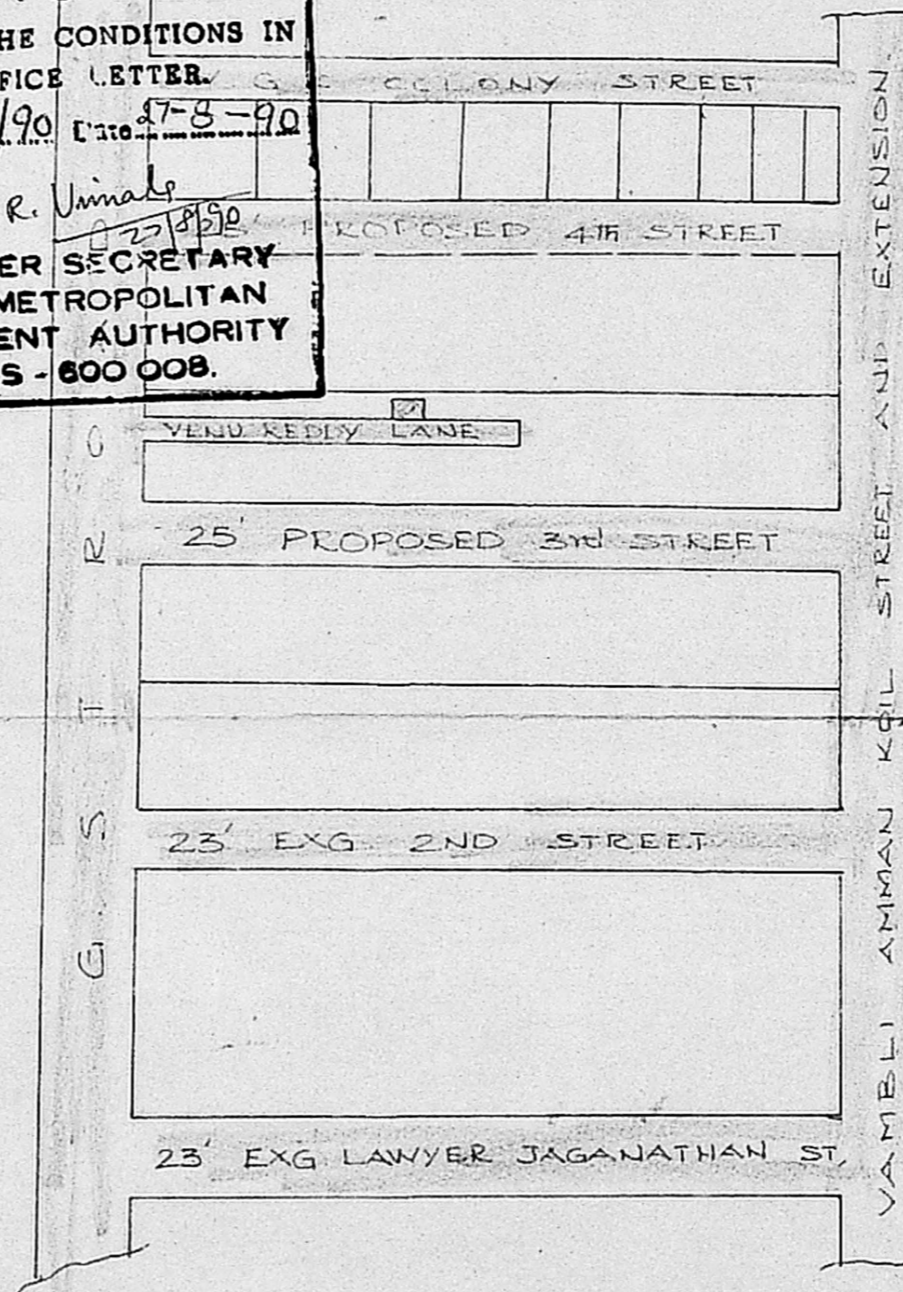 HE CONDITIONS IN
FICE LETTER.
/90 Date 27-8-90
R. Vimala
27/8/90
ER SECRETARY
METROPOLITAN
ENT AUTHORITY
S - 600 008.
COLONY STREET
PROPOSED 4TH STREET
VENU REDDY LANE
25' PROPOSED 3rd STREET
23' EXG 2ND STREET
23' EXG LAWYER JAGANATHAN ST,
G. S. T. R O
VAMBLI AMMAN KOIL STREET AND EXTENSION